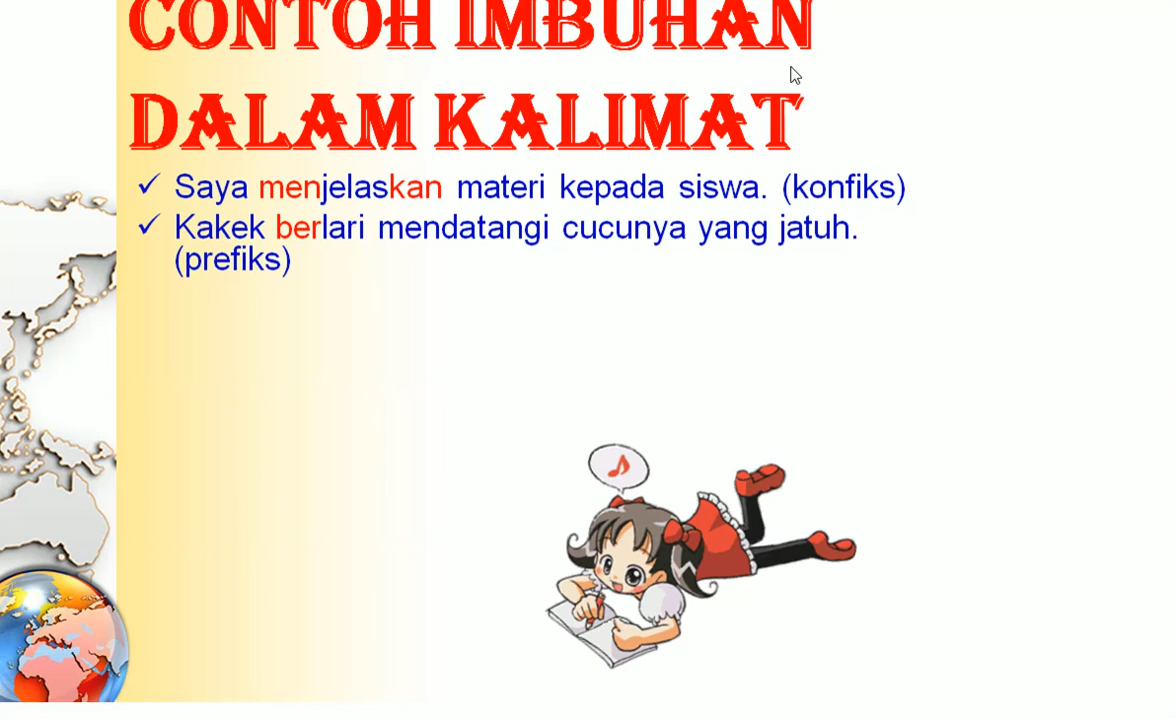 CONTOH IMBUHAN
DALAM KALIMAT
Saya menjelaskan materi kepada siswa. (konfiks)
Kakek berlari mendatangi cucunya yang jatuh.
(prefiks)